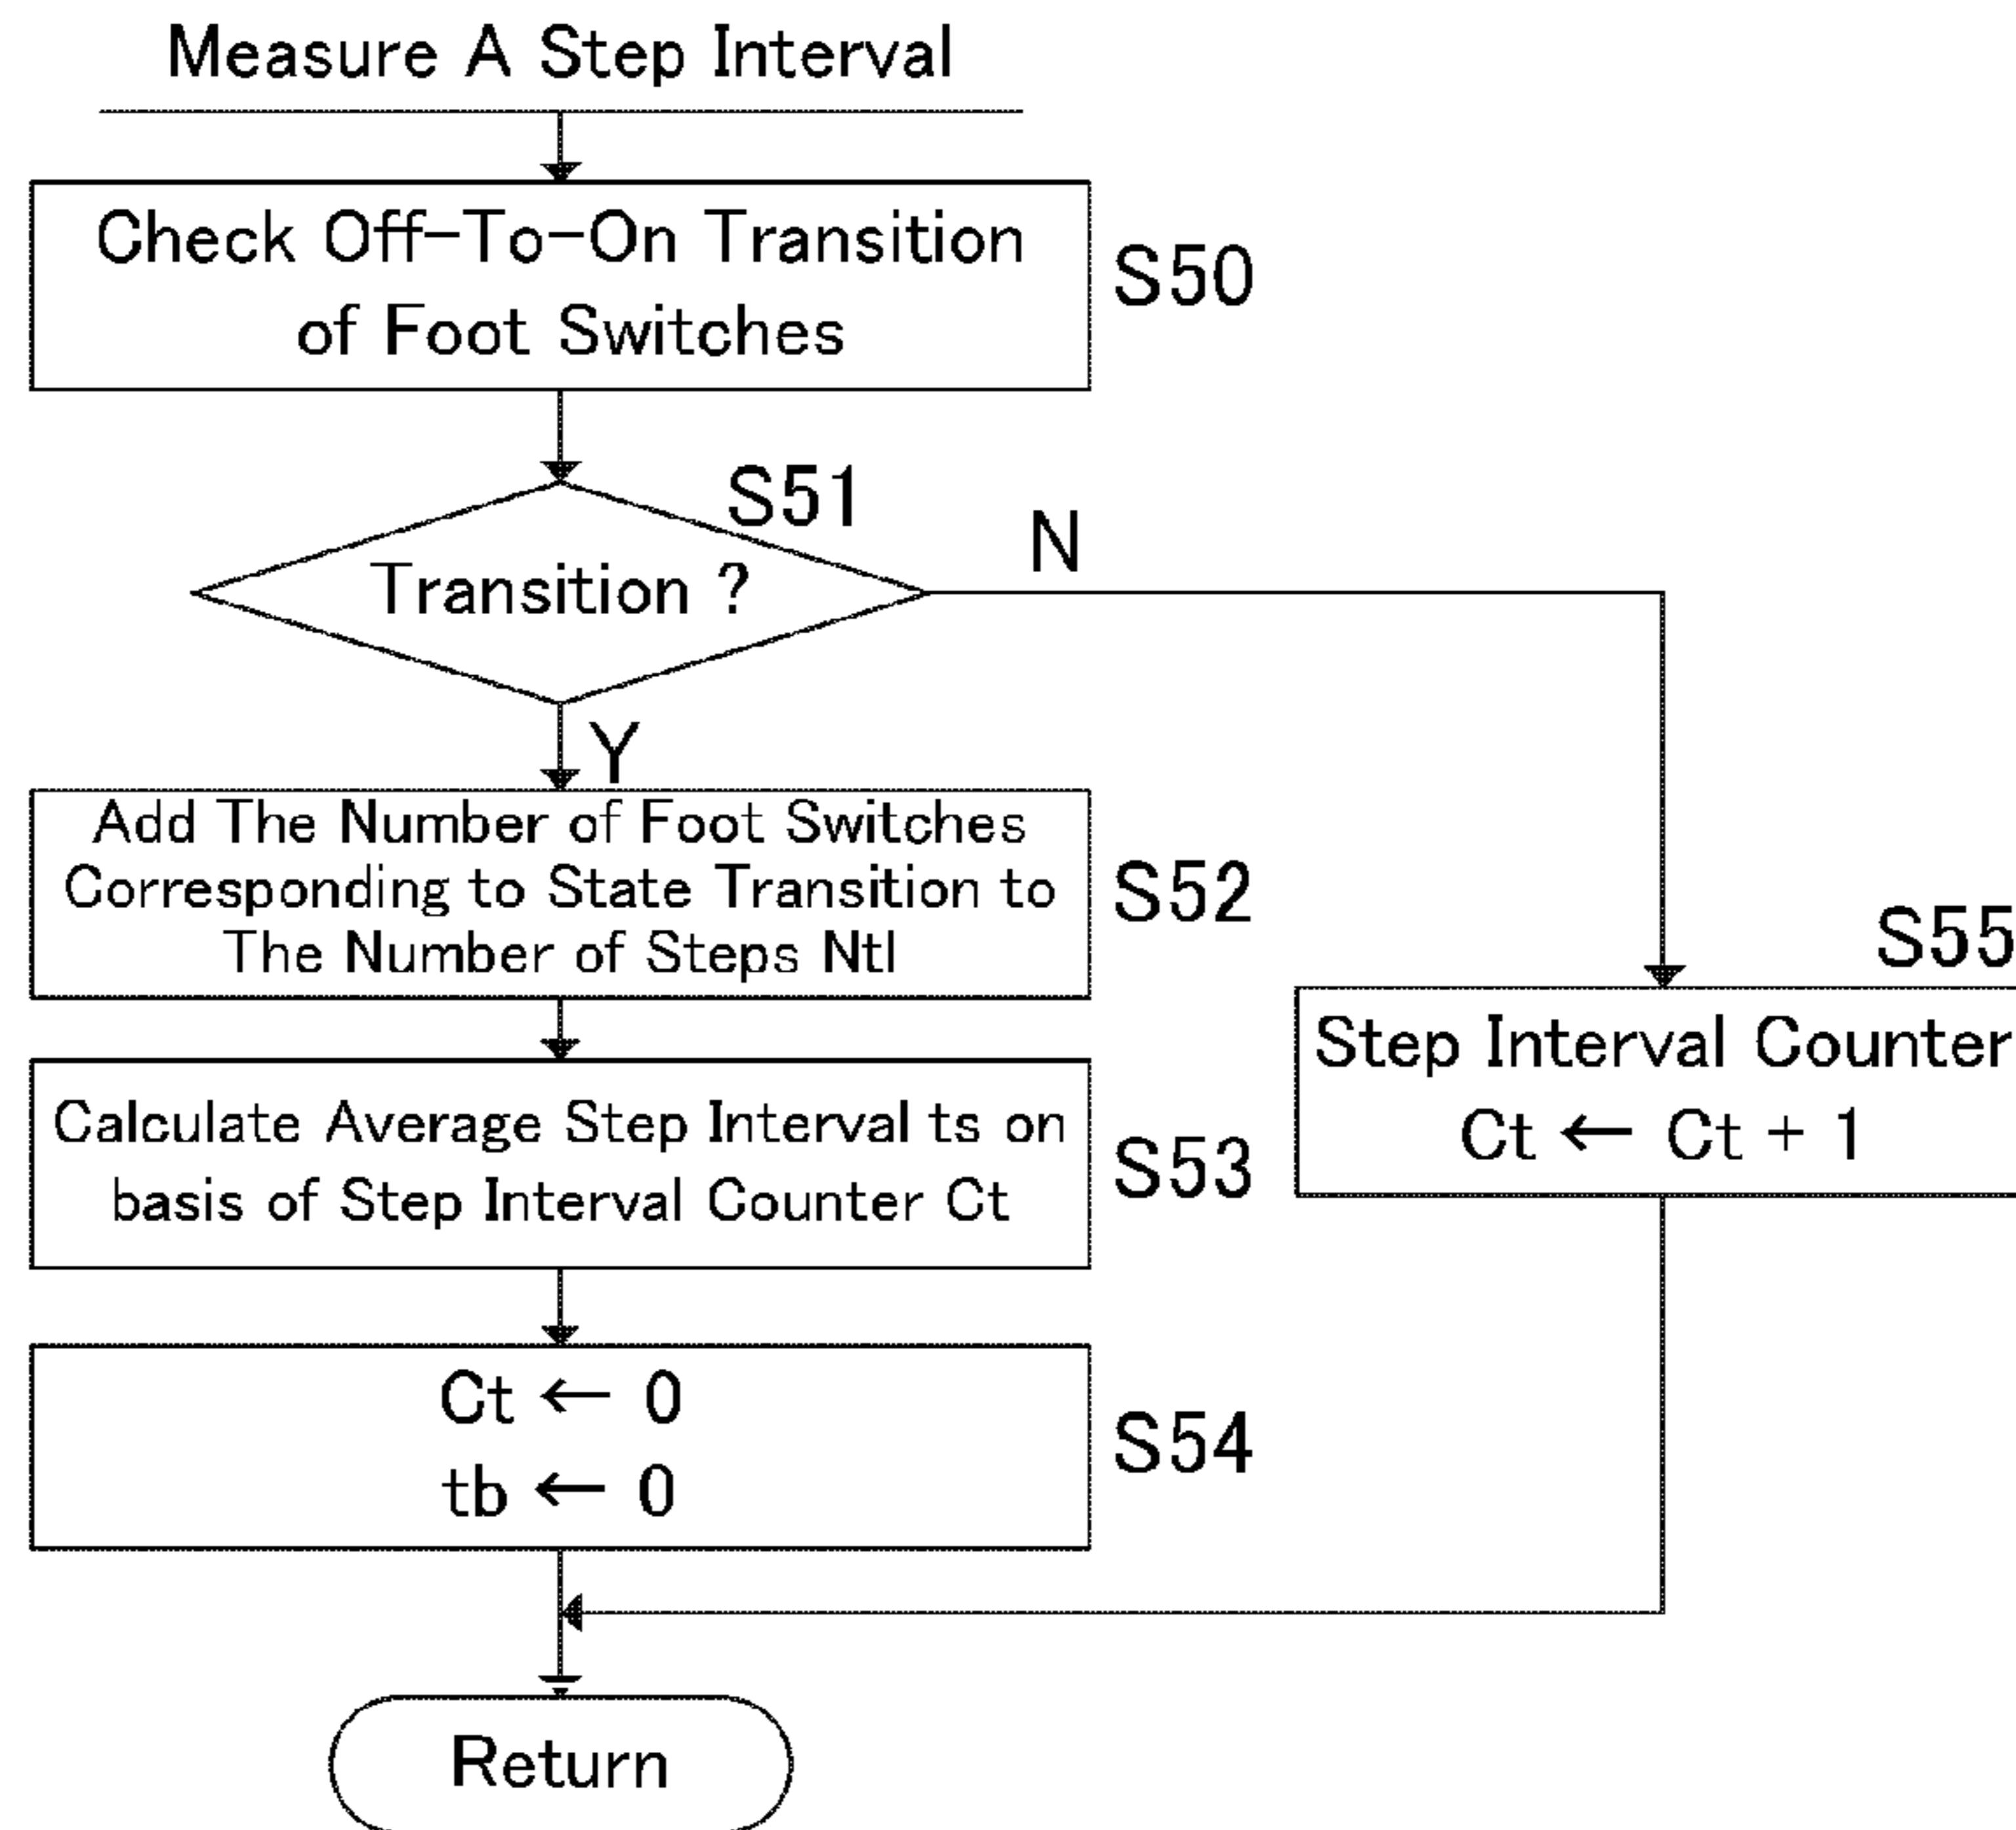 Measure A Step Interval
Check Off-To-On Transition
of Foot Switches
S50
S51
Transition ?
N
Y
Add The Number of Foot Switches
Corresponding to State Transition to
The Number of Steps Ntl
S52
Calculate Average Step Interval ts on
basis of Step Interval Counter Ct
S53
Ct ← 0
tb ← 0
S54
S55
Step Interval Counter
Ct ← Ct + 1
Return